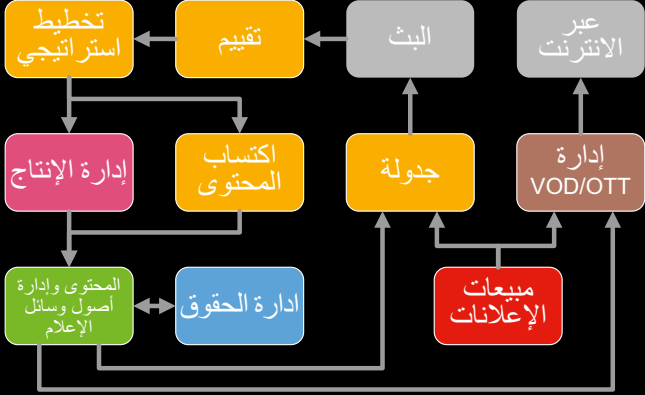 عبر
الانترنت
البث
تقييم
تخطيط
استراتيجي
إدارة
VOD/OTT
جدولة
اكتساب
المحتوى
إدارة الإنتاج
مبيعات
الإعلانات
ادارة الحقوق
المحتوى وإدارة
أصول وسائل
الإعلام